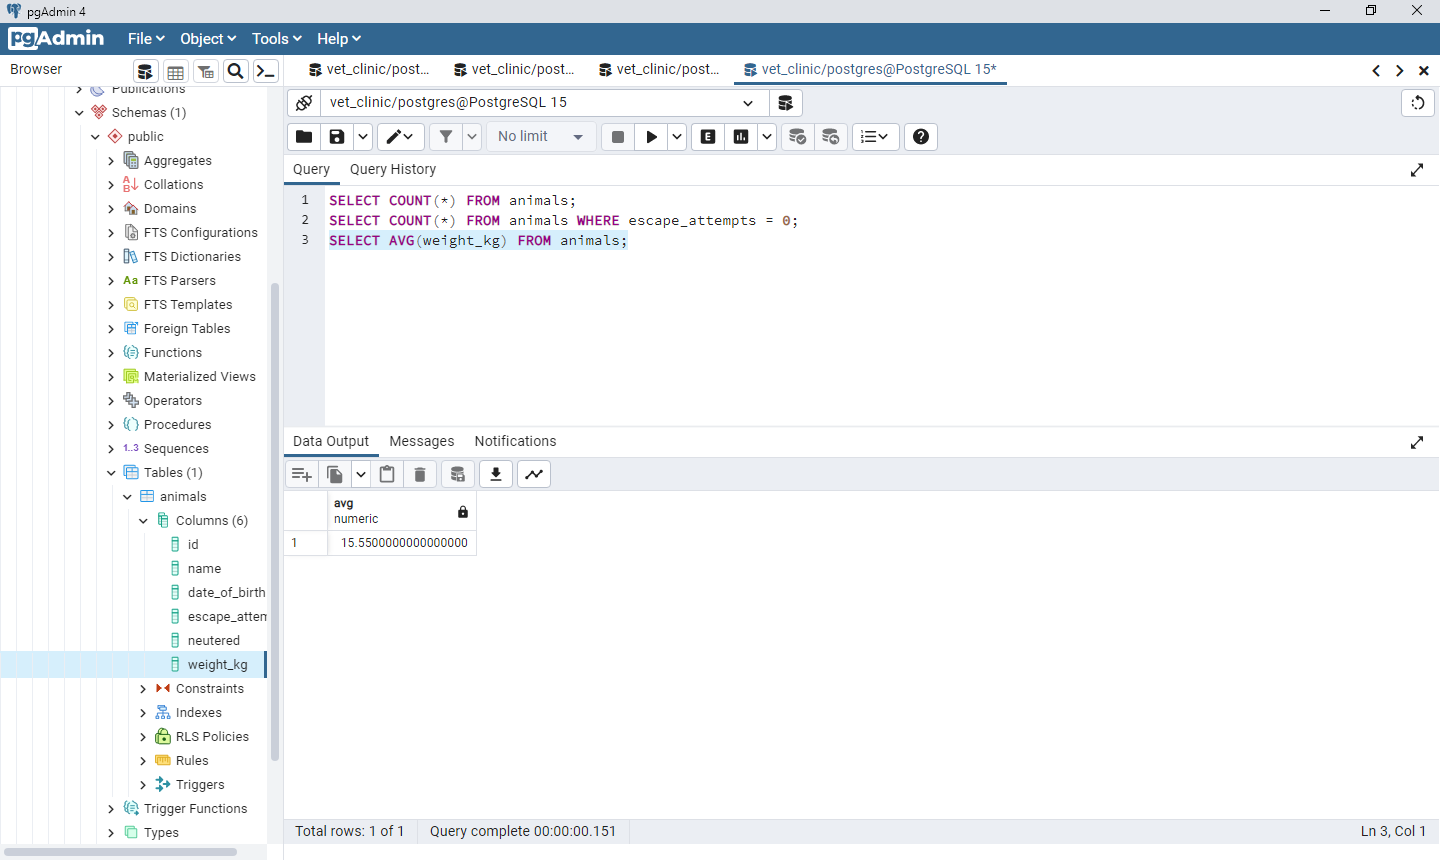 pgAdmin 4
pgAdmin File Object Tools Help
Browser
vet_clinic/post...
vet_clinic/post...
vet_clinic/post...
vet_clinic/postgres@PostgreSQL 15*
Publications
Schemas (1)
public
Aggregates
Collations
Domains
FTS Configurations
FTS Dictionaries
Aa FTS Parsers
FTS Templates
Foreign Tables
Functions
Materialized Views
Operators
Procedures
1..3 Sequences
Tables (1)
animals
Columns (6)
id
name
date_of_birth
escape_attem
neutered
weight_kg
Constraints
Indexes
RLS Policies
Rules
Triggers
Trigger Functions
Types
vet_clinic/postgres@PostgreSQL 15
No limit
E
Query Query History
1 SELECT COUNT(*) FROM animals;
2 SELECT COUNT(*) FROM animals WHERE escape_attempts = 0;
3 SELECT AVG(weight_kg) FROM animals;
Data Output Messages Notifications
avg
numeric
1 15.5500000000000000
Total rows: 1 of 1 Query complete 00:00:00.151 Ln 3, Col 1